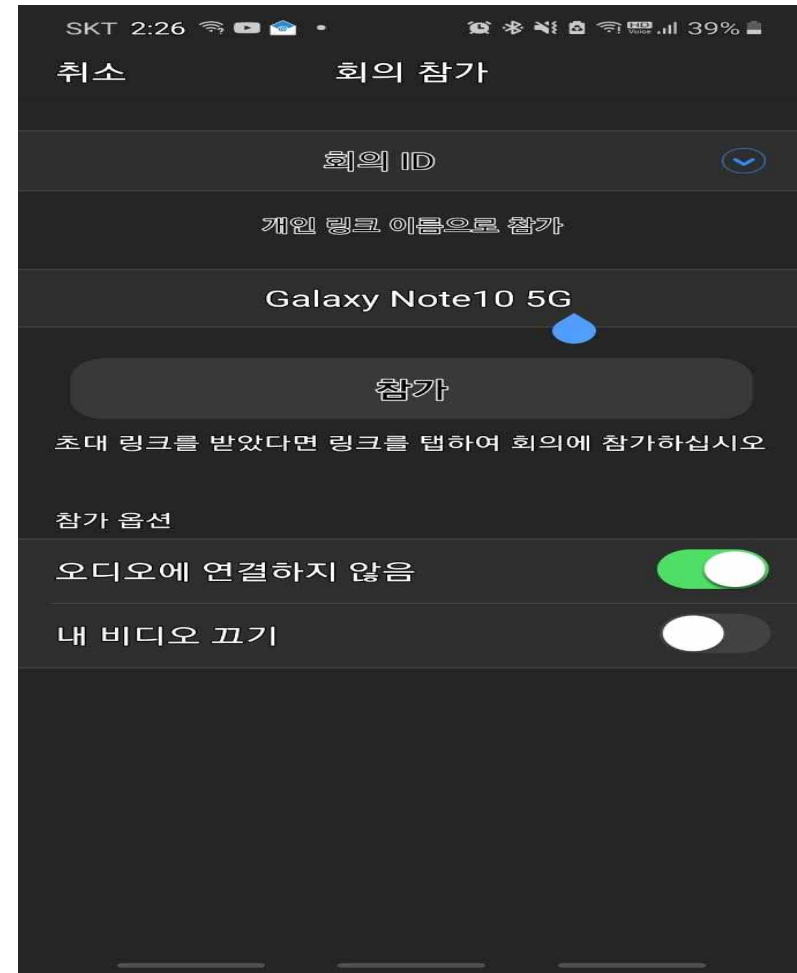 SKT 2:26 HD Voice 39%
취소 회의 참가
회의 ID
개인 링크 이름으로 참가
Galaxy Note10 5G
참가
초대 링크를 받았다면 링크를 탭하여 회의에 참가하십시오
참가 옵션
오디오에 연결하지 않음
내 비디오 끄기